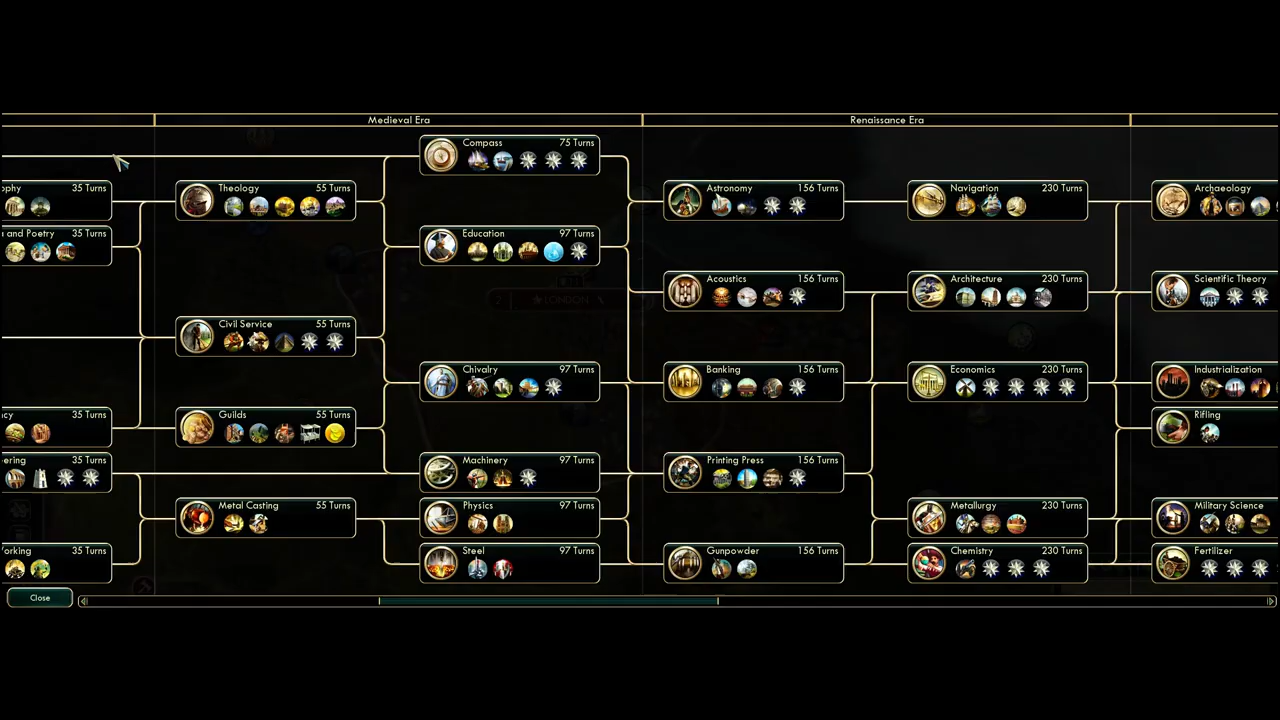 Medieval Era
Renaissance Era
Compass 75 Turns
ophy 35 Turns
Theology 55 Turns
Astronomy 156 Turns
Navigation 230 Turns
Archaeology
and Poetry 35 Turns
Education 97 Turns
Acoustics 156 Turns
Architecture 230 Turns
Scientific Theory
2 LONDON
Civil Service 55 Turns
Chivalry 97 Turns
Banking 156 Turns
Economics 230 Turns
Industrialization
cy 35 Turns
Guilds 55 Turns
Rifling
ering 35 Turns
Machinery 97 Turns
Printing Press 156 Turns
Metal Casting 55 Turns
Physics 97 Turns
Metallurgy 230 Turns
Military Science
orking 35 Turns
Steel 97 Turns
Gunpowder 156 Turns
Chemistry 230 Turns
Fertilizer
Close